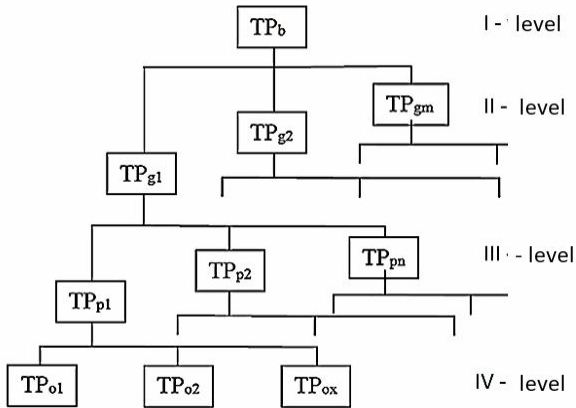 TPb
I - level
TPgm
II - level
TPg2
TPg1
TPpn
III - level
TPp2
TPp1
TPo1
TPo2
TPox
IV - level